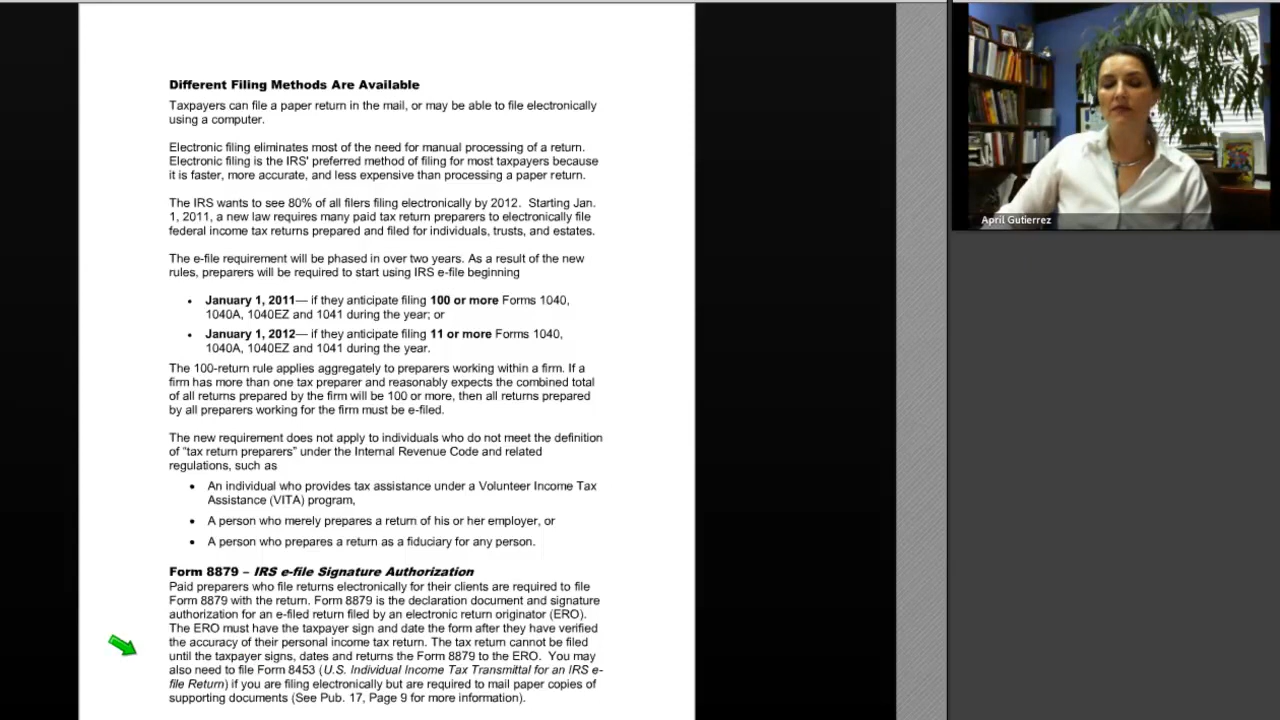 Different Filing Methods Are Available
Taxpayers can file a paper return in the mail, or may be able to file electronically
using a computer.
Electronic filing eliminates most of the need for manual processing of a return.
Electronic filing is the IRS' preferred method of filing for most taxpayers because
it is faster, more accurate, and less expensive than processing a paper return.
The IRS wants to see 80% of all filers filing electronically by 2012.  Starting Jan.
1, 2011, a new law requires many paid tax return preparers to electronically file
federal income tax returns prepared and filed for individuals, trusts, and estates.
The e-file requirement will be phased in over two years. As a result of the new
rules, preparers will be required to start using IRS e-file beginning
• January 1, 2011— if they anticipate filing 100 or more Forms 1040,
1040A, 1040EZ and 1041 during the year; or
• January 1, 2012— if they anticipate filing 11 or more Forms 1040,
1040A, 1040EZ and 1041 during the year.
The 100-return rule applies aggregately to preparers working within a firm. If a
firm has more than one tax preparer and reasonably expects the combined total
of all returns prepared by the firm will be 100 or more, then all returns prepared
by all preparers working for the firm must be e-filed.
The new requirement does not apply to individuals who do not meet the definition
of "tax return preparers" under the Internal Revenue Code and related
regulations, such as
• An individual who provides tax assistance under a Volunteer Income Tax
Assistance (VITA) program,
• A person who merely prepares a return of his or her employer, or
• A person who prepares a return as a fiduciary for any person.
Form 8879 – IRS e-file Signature Authorization
Paid preparers who file returns electronically for their clients are required to file
Form 8879 with the return. Form 8879 is the declaration document and signature
authorization for an e-filed return filed by an electronic return originator (ERO).
The ERO must have the taxpayer sign and date the form after they have verified
the accuracy of their personal income tax return. The tax return cannot be filed
until the taxpayer signs, dates and returns the Form 8879 to the ERO.  You may
also need to file Form 8453 (U.S. Individual Income Tax Transmittal for an IRS e-
file Return) if you are filing electronically but are required to mail paper copies of
supporting documents (See Pub. 17, Page 9 for more information).
April Gutierrez